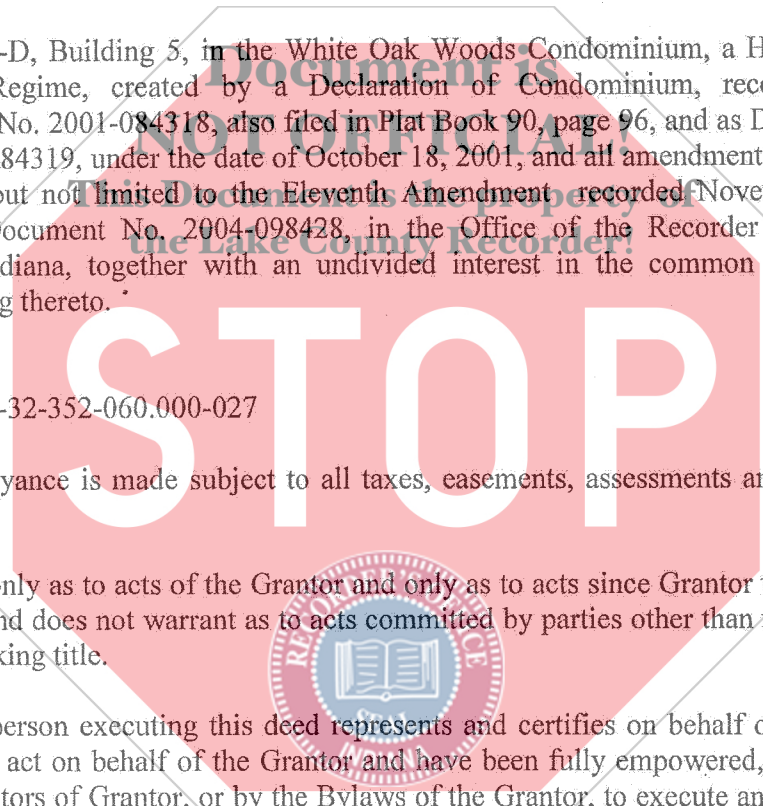 -D, Building 5, in the White Oak Woods Condominium, a H
Document is
Regime, created by a Declaration of Condominium, rec
No. 2001-084318, also filed in Plat Book 90, page 96, and as D
NOT OFFICIAL!
84319, under the date of October 18, 2001, and all amendment
but not limited to the Eleventh Amendment recorded Nove
This Document is the property of
Document No. 2004-098428, in the Office of the Recorder
the Lake County Recorder!
diana, together with an undivided interest in the common
g thereto.
STOP
-32-352-060.000-027
yance is made subject to all taxes, easements, assessments an
only as to acts of the Grantor and only as to acts since Grantor
nd does not warrant as to acts committed by parties other than
king title.
RECORDER'S OFFICE
SEAL
INDIANA
person executing this deed represents and certifies on behalf o
act on behalf of the Grantor and have been fully empowered,
ctors of Grantor, or by the Bylaws of the Grantor, to execute an